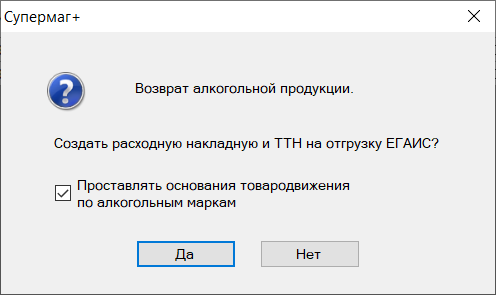 Супермаг+
Возврат алкогольной продукции.
Создать расходную накладную и ТТН на отгрузку ЕГАИС?
Проставлять основания товародвижения
по алкогольным маркам
Да
Нет